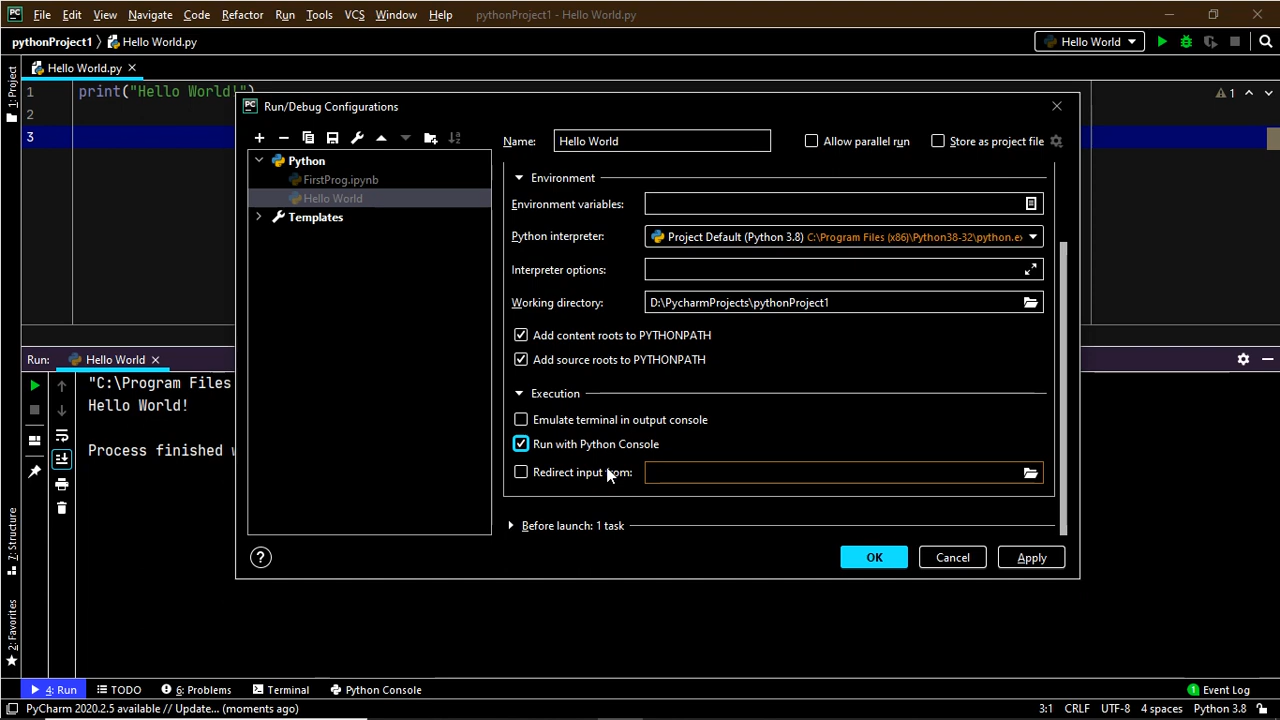 File Edit View Navigate Code Refactor Run Tools VCS Window Help pythonProject1 - Hello World.py
pythonProject1 Hello World.py Hello World
1: Project
Hello World.py
1 print("Hello World!") 1
2
3
Run/Debug Configurations
Name: Hello World Allow parallel run Store as project file
Python
FirstProg.ipynb
Hello World
Templates
Environment
Environment variables:
Python interpreter: Project Default (Python 3.8) C:\Program Files (x86)\Python38-32\python.ex
Interpreter options:
Working directory: D:\PycharmProjects\pythonProject1
Add content roots to PYTHONPATH
Add source roots to PYTHONPATH
Execution
Emulate terminal in output console
Run with Python Console
Redirect input from:
Before launch: 1 task
? OK Cancel Apply
Run: Hello World
"C:\Program Files
Hello World!
Process finished
7: Structure
2: Favorites
4: Run TODO 6: Problems Terminal Python Console 1 Event Log
PyCharm 2020.2.5 available // Update... (moments ago) 3:1 CRLF UTF-8 4 spaces Python 3.8